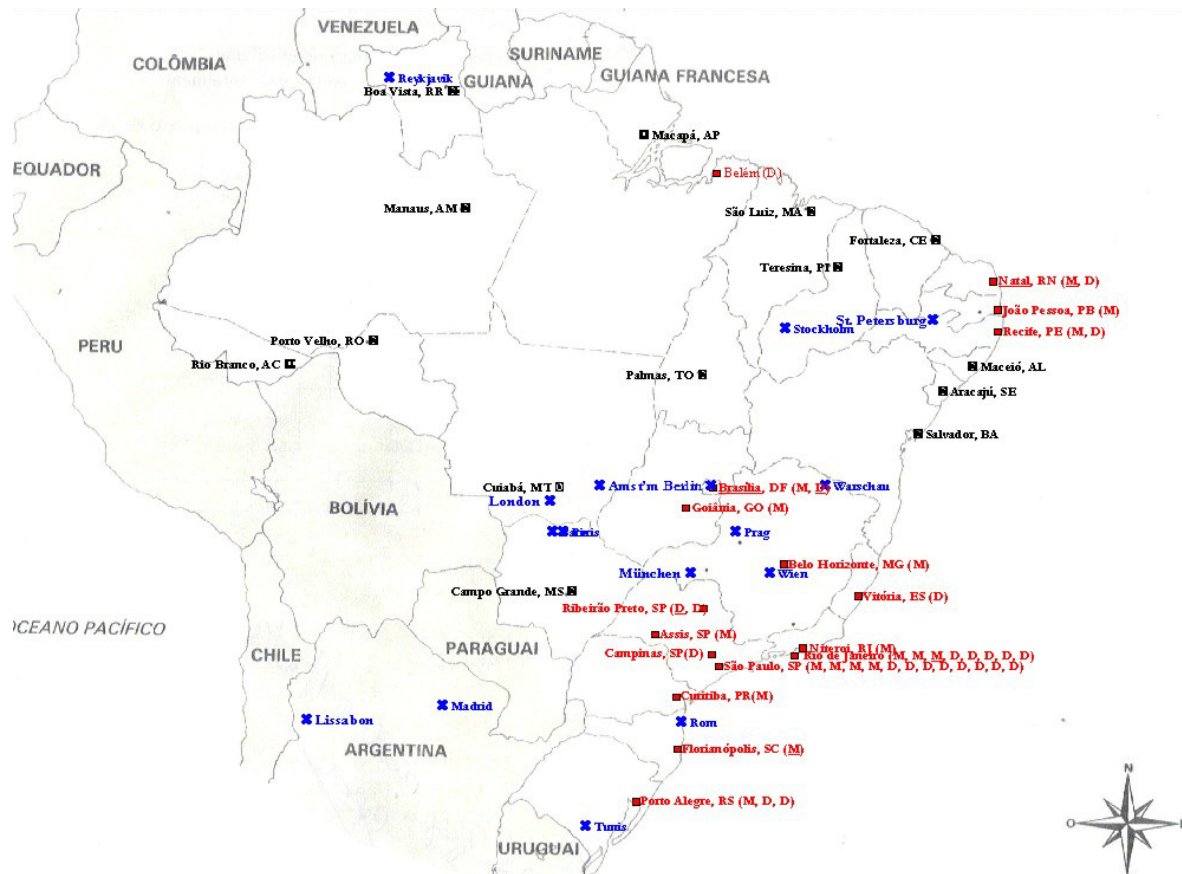 VENEZUELA
COLÔMBIA
SURINAME
Reykjavik
GUIANA
GUIANA FRANCESA
Boa Vista, RR
Macapá, AP
EQUADOR
Belém (D)
Manaus, AM
São Luiz, MA
Fortaleza, CE
Teresina, PI
Natal, RN (M, D)
João Pessoa, PB (M)
St. Petersburg
Stockholm
Recife, PE (M, D)
Porto Velho, RO
PERU
Rio Branco, AC
Maceió, AL
Palmas, TO
Aracajú, SE
Salvador, BA
Cuiabá, MT
Amst'm
Berlin
Brasília, DF (M, D)
Warschau
London
BOLÍVIA
Goiânia, GO (M)
Prag
Belo Horizonte, MG (M)
München
Wien
Campo Grande, MS
Vitória, ES (D)
Ribeirão Preto, SP (D, D)
OCEANO PACÍFICO
Assis, SP (M)
PARAGUAI
Niteroi, RJ (M)
CHILE
Campinas, SP(D)
Rio de Janeiro (M, M, M, D, D, D, D, D)
São Paulo, SP (M, M, M, M, D, D, D, D, D, D, D, D)
Curitiba, PR(M)
Madrid
Lissabon
Rom
ARGENTINA
Florianópolis, SC (M)
N
Porto Alegre, RS (M, D, D)
O
Tunis
URUGUAI